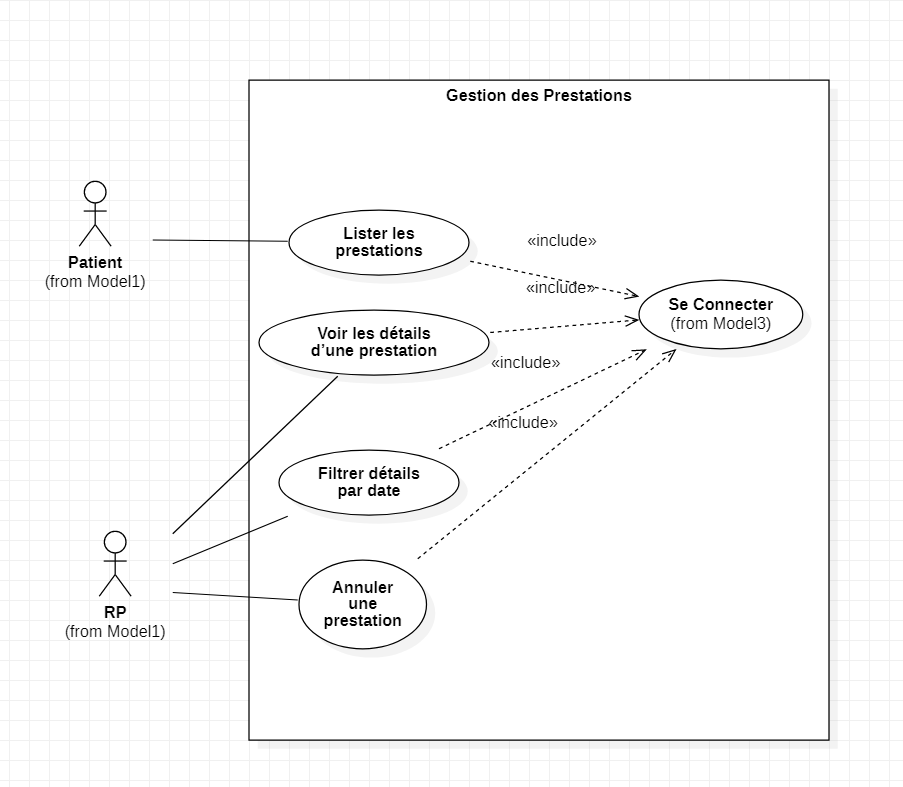 Gestion des Prestations
Patient
(from Model1)
Lister les
prestations
«include»
«include»
Se Connecter
(from Model3)
Voir les détails
d’une prestation
«include»
«include»
Filtrer détails
par date
RP
(from Model1)
Annuler
une
prestation